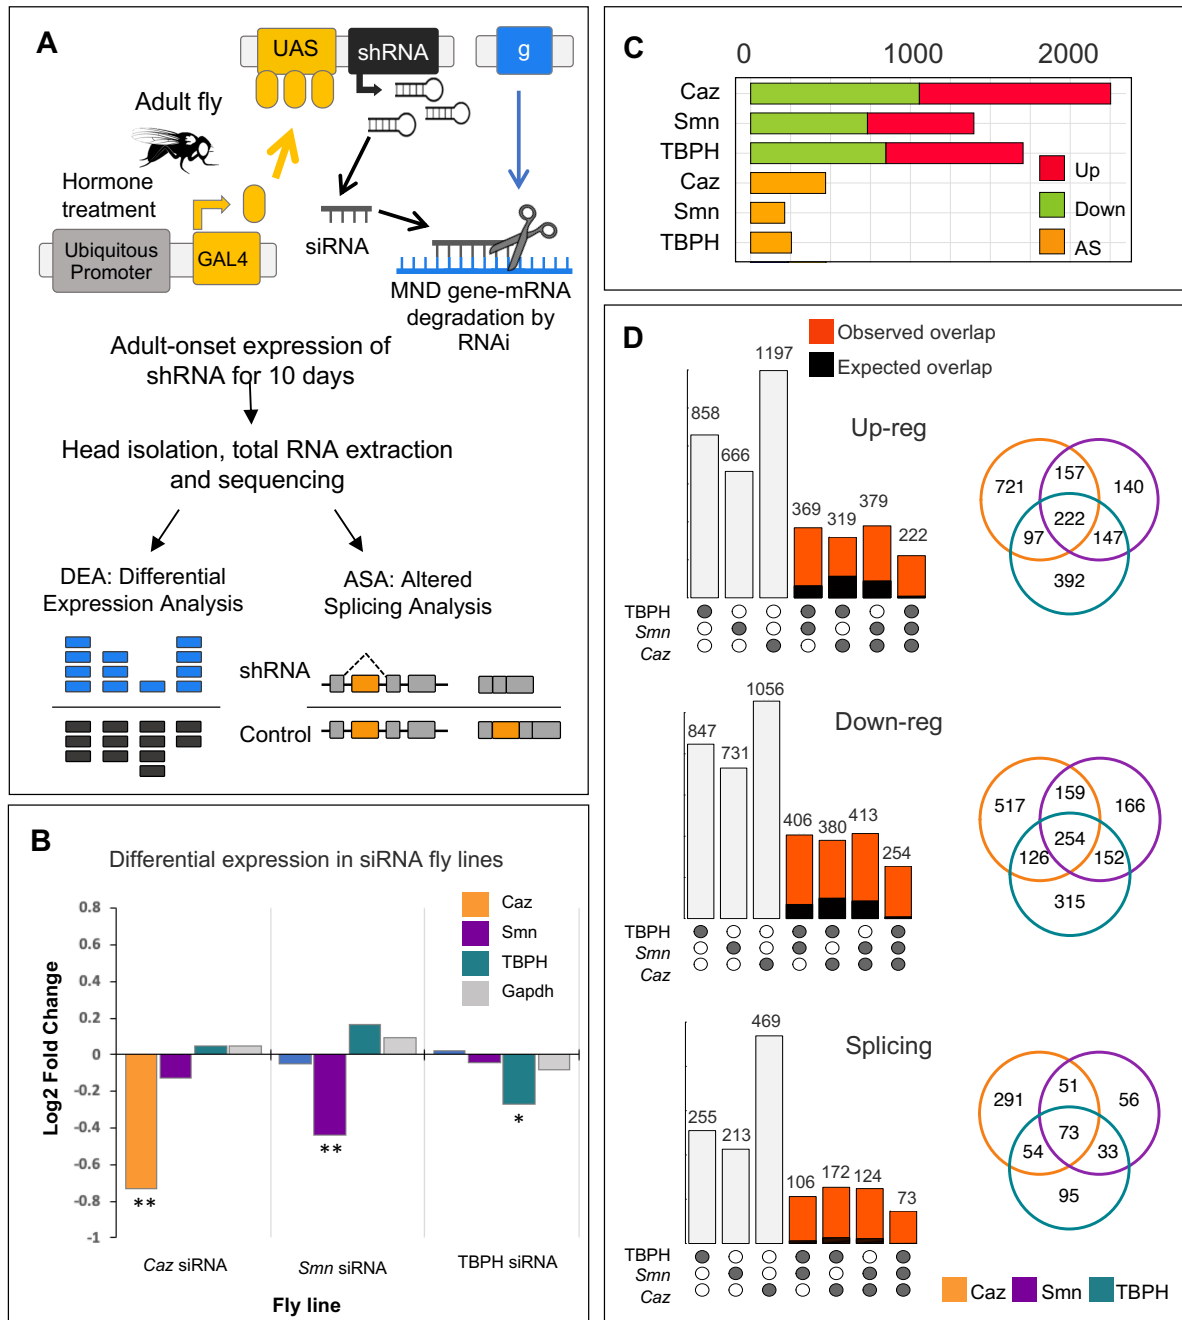 A
UAS
shRNA
g
Adult fly
Hormone
treatment
siRNA
Ubiquitous
Promoter
GAL4
MND gene-mRNA
degradation by
RNAi
Adult-onset expression of
shRNA for 10 days
Head isolation, total RNA extraction
and sequencing
DEA: Differential
Expression Analysis
ASA: Altered
Splicing Analysis
shRNA
Control
B
Differential expression in siRNA fly lines
Caz
Smn
TBPH
Gapdh
Log2 Fold Change
0.8
0.6
0.4
0.2
0
-0.2
-0.4
-0.6
-0.8
-1
**
**
*
Caz siRNA
Smn siRNA
TBPH siRNA
Fly line
C
0 1000 2000
Caz
Smn
TBPH
Caz
Smn
TBPH
Up
Down
AS
D
Observed overlap
Expected overlap
Up-reg
858
666
1197
369
319
379
222
TBPH
Smn
Caz
721
157
140
222
97
147
392
Down-reg
847
731
1056
406
380
413
254
TBPH
Smn
Caz
517
159
166
254
126
152
315
Splicing
255
213
469
106
172
124
73
TBPH
Smn
Caz
291
51
56
73
54
33
95
Caz
Smn
TBPH